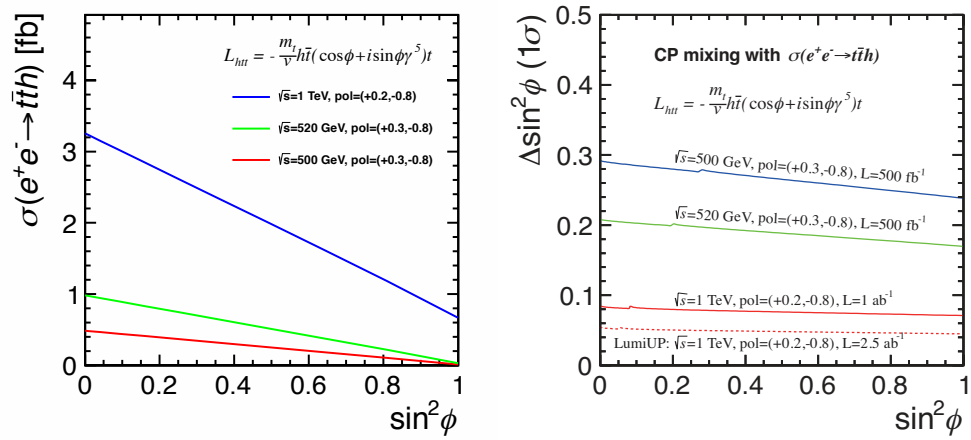 σ(e⁺e⁻→tt̄h) [fb]
4
3
2
1
0
L_htt = - m_t/v ht̄(cosϕ+isinϕγ⁵)t
√s=1 TeV, pol=(+0.2,-0.8)
√s=520 GeV, pol=(+0.3,-0.8)
√s=500 GeV, pol=(+0.3,-0.8)
0 0.2 0.4 0.6 0.8 1
sin²ϕ
Δsin²ϕ (1σ)
0.5
0.4
0.3
0.2
0.1
0
CP mixing with σ(e⁺e⁻→tt̄h)
L_htt = - m_t/v ht̄(cosϕ+isinϕγ⁵)t
√s=500 GeV, pol=(+0.3,-0.8), L=500 fb⁻¹
√s=520 GeV, pol=(+0.3,-0.8), L=500 fb⁻¹
√s=1 TeV, pol=(+0.2,-0.8), L=1 ab⁻¹
LumiUP: √s=1 TeV, pol=(+0.2,-0.8), L=2.5 ab⁻¹
0 0.2 0.4 0.6 0.8 1
sin²ϕ